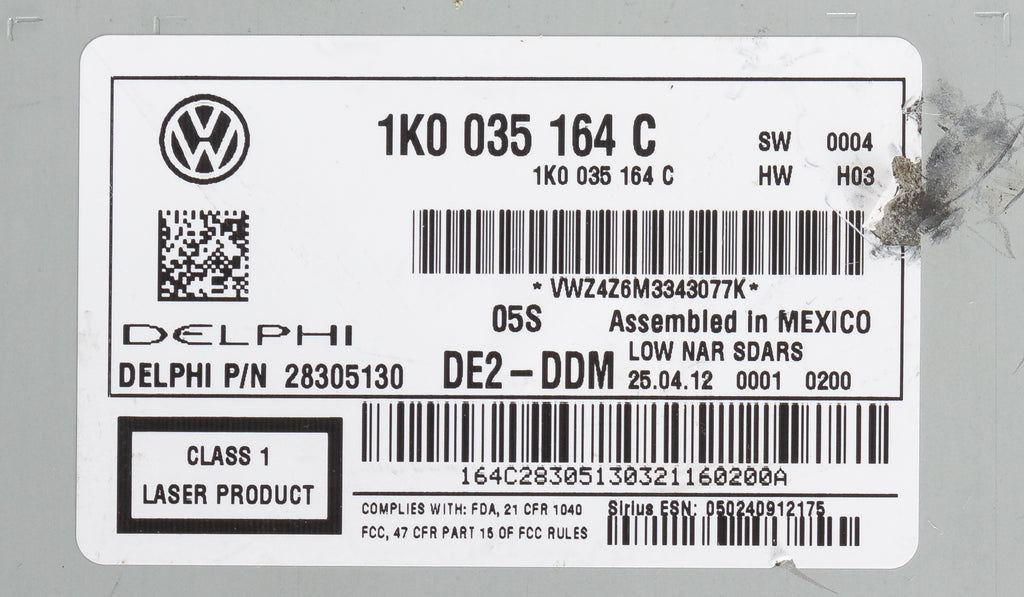 1K0 035 164 C
1K0 035 164 C
SW 0004
HW H03
*VWZ4Z6M3343077K*
05S
Assembled in MEXICO
DELPHI
LOW NAR SDARS
DELPHI P/N 28305130
DE2-DDM
25.04.12 0001 0200
CLASS 1
LASER PRODUCT
164C28305130321160200A
COMPLIES WITH: FDA, 21 CFR 1040
FCC, 47 CFR PART 15 OF FCC RULES
Sirius ESN: 050240912175